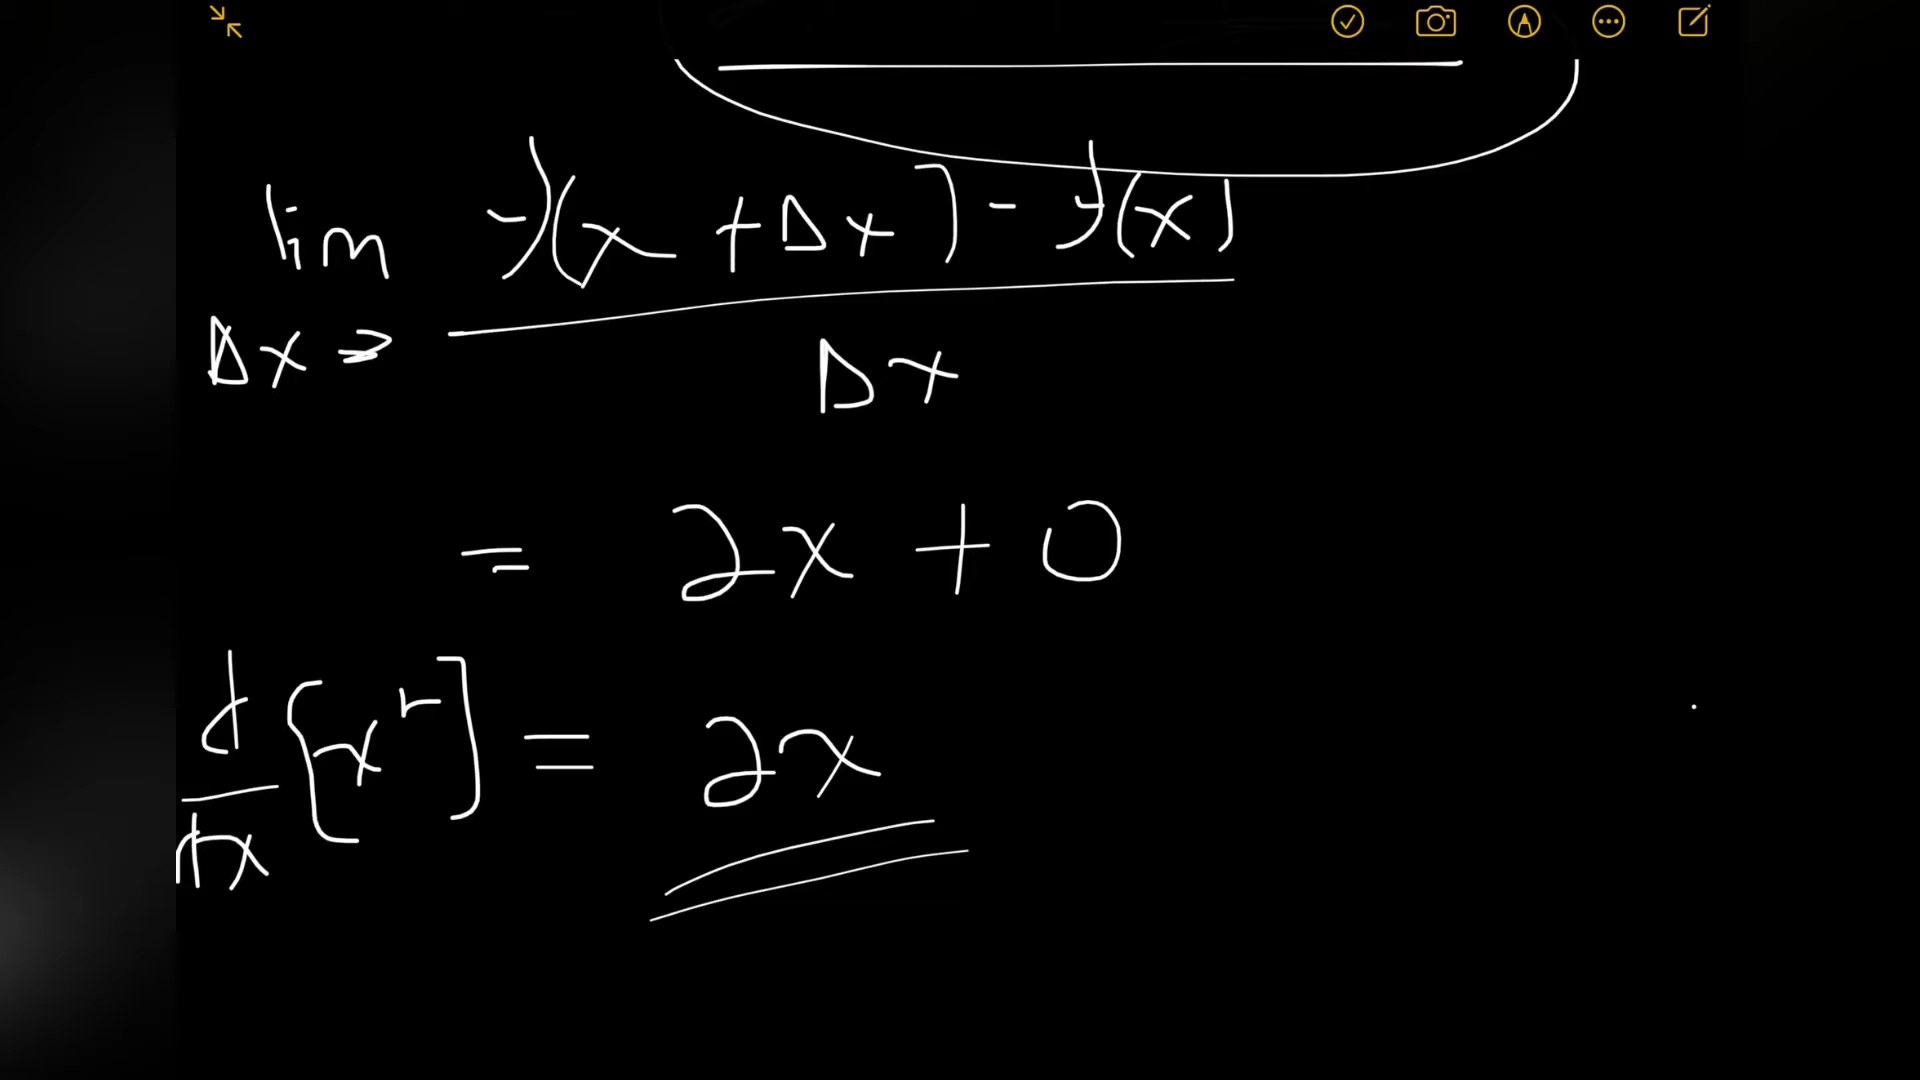 lim f(x + Δx) - f(x)
Δx → Δx
= 2x + 0
d/dx [x²] = 2x